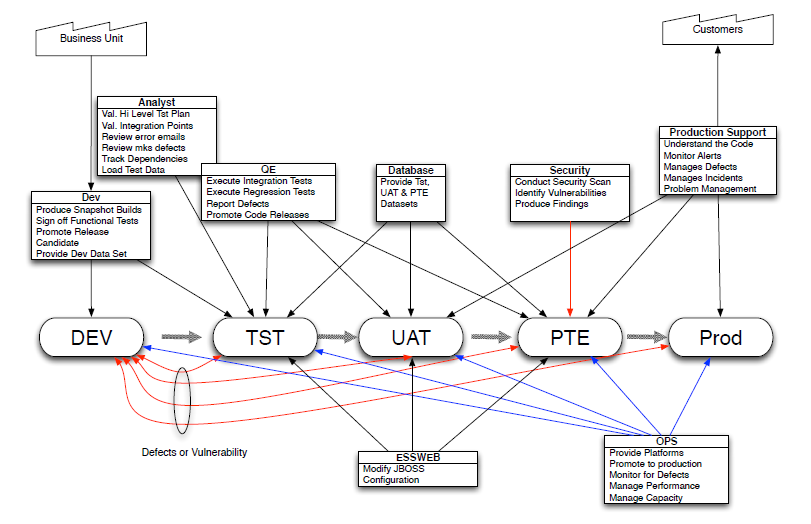 Business Unit
Customers
Analyst
Val. Hi Level Tst Plan
Val. Integration Points
Review error emails
Review mks defects
Track Dependencies
Load Test Data
Production Support
Understand the Code
Monitor Alerts
Manages Defects
Manages Incidents
Problem Management
QE
Execute Integration Tests
Execute Regression Tests
Report Defects
Promote Code Releases
Database
Provide Tst,
UAT & PTE
Datasets
Security
Conduct Security Scan
Identify Vulnerabilities
Produce Findings
Dev
Produce Snapshot Builds
Sign off Functional Tests
Promote Release
Candidate
Provide Dev Data Set
DEV
TST
UAT
PTE
Prod
Defects or Vulnerability
ESSWEB
Modify JBOSS
Configuration
OPS
Provide Platforms
Promote to production
Monitor for Defects
Manage Performance
Manage Capacity